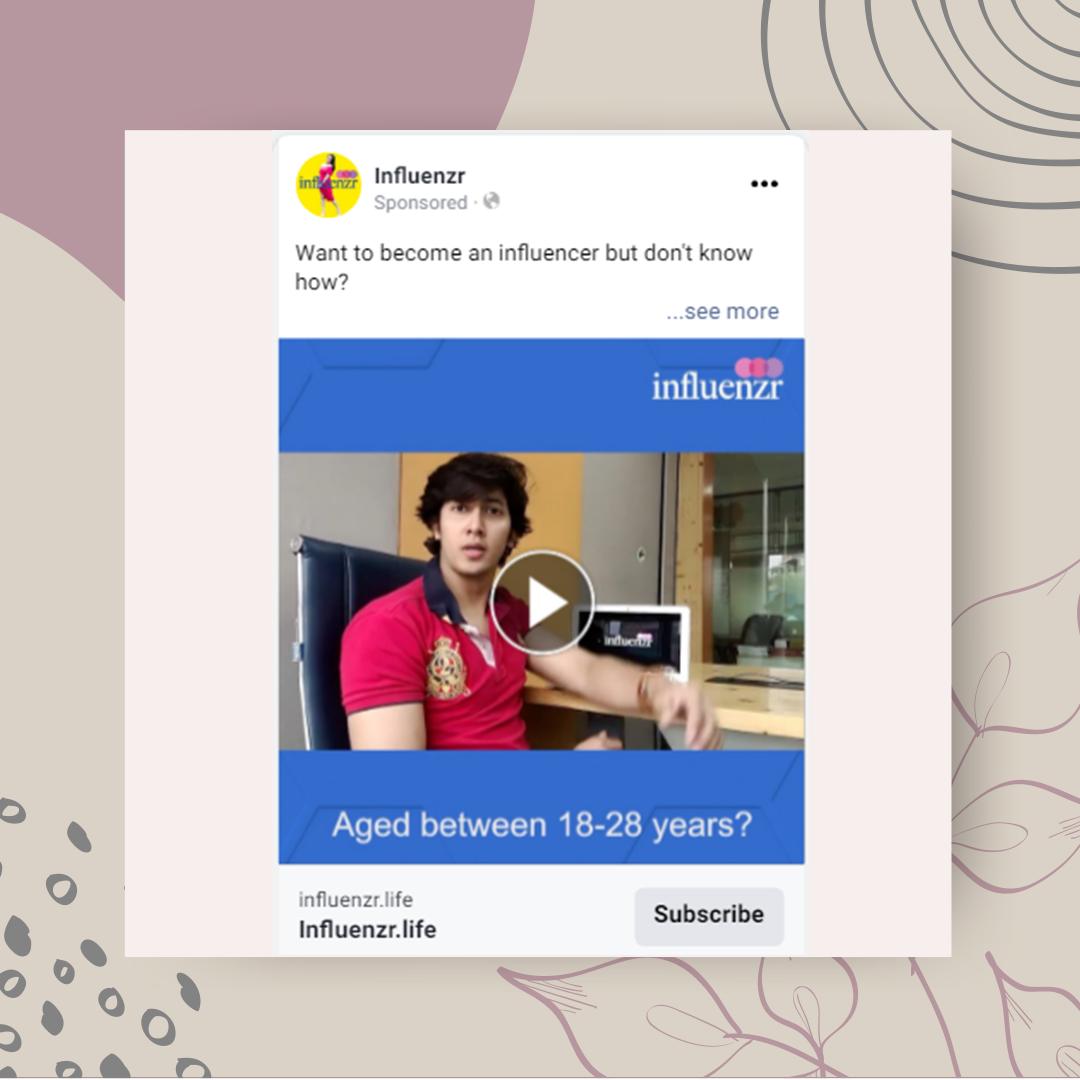 influenzr
Influenzr
Sponsored ·
Want to become an influencer but don't know
how?
...see more
influenzr
influenzr
Aged between 18-28 years?
influenzr.life
Influenzr.life
Subscribe